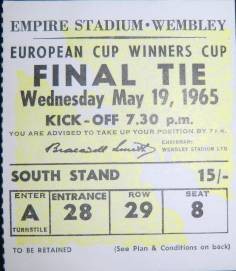 EMPIRE STADIUM · WEMBLEY
EUROPEAN CUP WINNERS CUP
FINAL TIE
Wednesday May 19, 1965
KICK-OFF 7.30 p.m.
YOU ARE ADVISED TO TAKE UP YOUR POSITION BY
CHAIRMAN:
WEMBLEY STADIUM LTD
SOUTH STAND 15/-
ENTER ENTRANCE ROW SEAT
A 28 29 8
TURNSTILE
TO BE RETAINED (See Plan & Conditions on back)